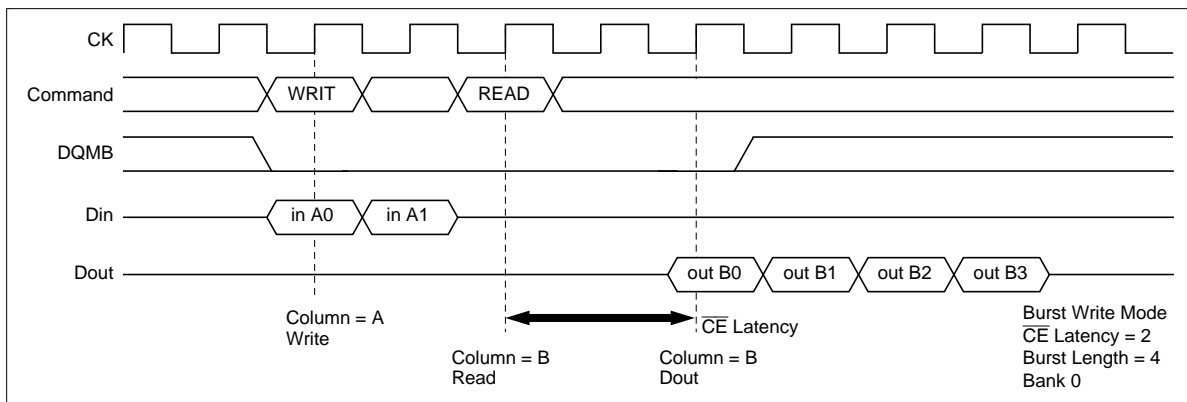 CK
Command
WRIT
READ
DQMB
Din
in A0
in A1
Dout
out B0
out B1
out B2
out B3
Column = A
Write
CE Latency
Column = B
Read
Column = B
Dout
Burst Write Mode
CE Latency = 2
Burst Length = 4
Bank 0